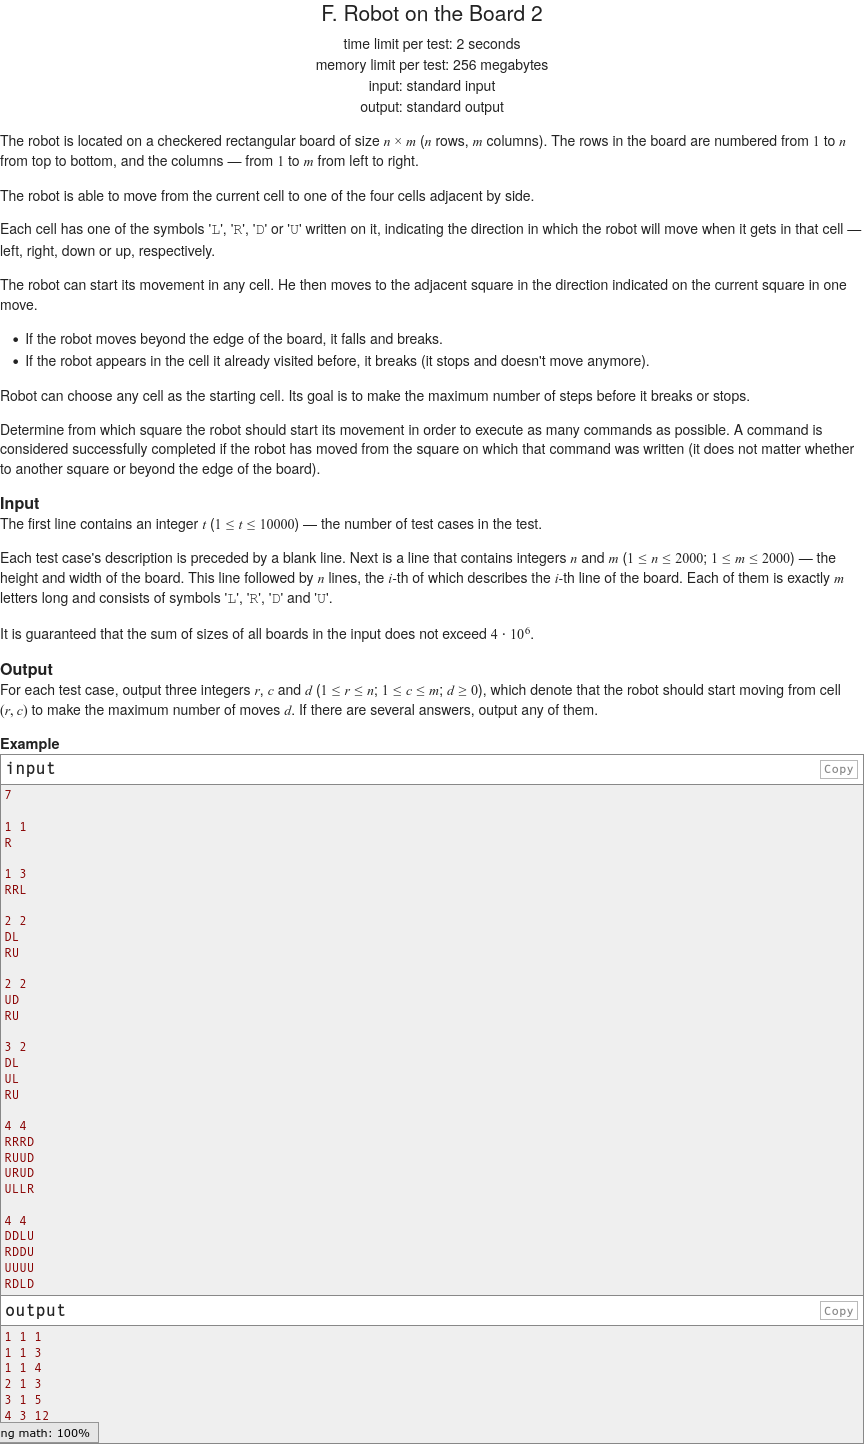 F. Robot on the Board 2
time limit per test: 2 seconds
memory limit per test: 256 megabytes
input: standard input
output: standard output
The robot is located on a checkered rectangular board of size n × m (n rows, m columns). The rows in the board are numbered from 1 to n
from top to bottom, and the columns — from 1 to m from left to right.
The robot is able to move from the current cell to one of the four cells adjacent by side.
Each cell has one of the symbols 'L', 'R', 'D' or 'U' written on it, indicating the direction in which the robot will move when it gets in that cell —
left, right, down or up, respectively.
The robot can start its movement in any cell. He then moves to the adjacent square in the direction indicated on the current square in one
move.
• If the robot moves beyond the edge of the board, it falls and breaks.
• If the robot appears in the cell it already visited before, it breaks (it stops and doesn't move anymore).
Robot can choose any cell as the starting cell. Its goal is to make the maximum number of steps before it breaks or stops.
Determine from which square the robot should start its movement in order to execute as many commands as possible. A command is
considered successfully completed if the robot has moved from the square on which that command was written (it does not matter whether
to another square or beyond the edge of the board).
Input
The first line contains an integer t (1 ≤ t ≤ 10000) — the number of test cases in the test.
Each test case's description is preceded by a blank line. Next is a line that contains integers n and m (1 ≤ n ≤ 2000; 1 ≤ m ≤ 2000) — the
height and width of the board. This line followed by n lines, the i-th of which describes the i-th line of the board. Each of them is exactly m
letters long and consists of symbols 'L', 'R', 'D' and 'U'.
It is guaranteed that the sum of sizes of all boards in the input does not exceed 4 · 10⁶.
Output
For each test case, output three integers r, c and d (1 ≤ r ≤ n; 1 ≤ c ≤ m; d ≥ 0), which denote that the robot should start moving from cell
(r, c) to make the maximum number of moves d. If there are several answers, output any of them.
Example
input Copy
7
1 1
R
1 3
RRL
2 2
DL
RU
2 2
UD
RU
3 2
DL
UL
RU
4 4
RRRD
RUUD
URUD
ULLR
4 4
DDLU
RDDU
UUUU
RDLD
output Copy
1 1 1
1 1 3
1 1 4
2 1 3
3 1 5
4 3 12
ng math: 100%